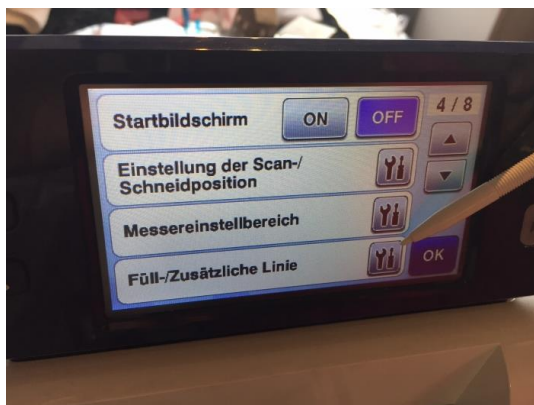 Startbildschirm ON OFF 4 / 8
Einstellung der Scan-/
Schneidposition
Messereinstellbereich
Füll-/Zusätzliche Linie OK